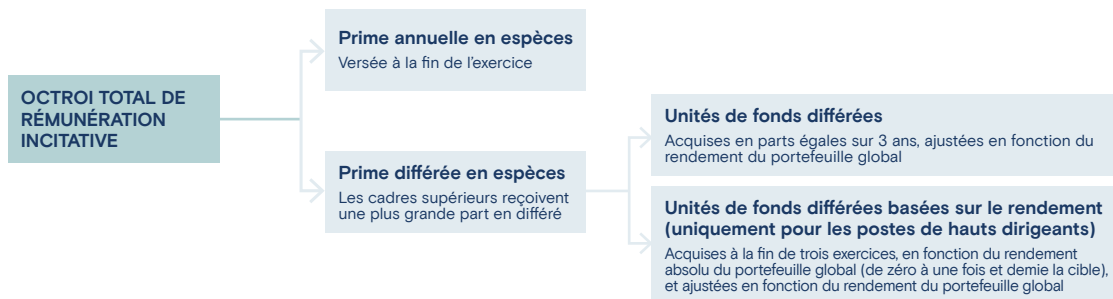 OCTROI TOTAL DE
RÉMUNÉRATION
INCITATIVE
Prime annuelle en espèces
Versée à la fin de l’exercice
Prime différée en espèces
Les cadres supérieurs reçoivent
une plus grande part en différé
Unités de fonds différées
Acquises en parts égales sur 3 ans, ajustées en fonction du
rendement du portefeuille global
Unités de fonds différées basées sur le rendement
(uniquement pour les postes de hauts dirigeants)
Acquises à la fin de trois exercices, en fonction du rendement
absolu du portefeuille global (de zéro à une fois et demie la cible),
et ajustées en fonction du rendement du portefeuille global